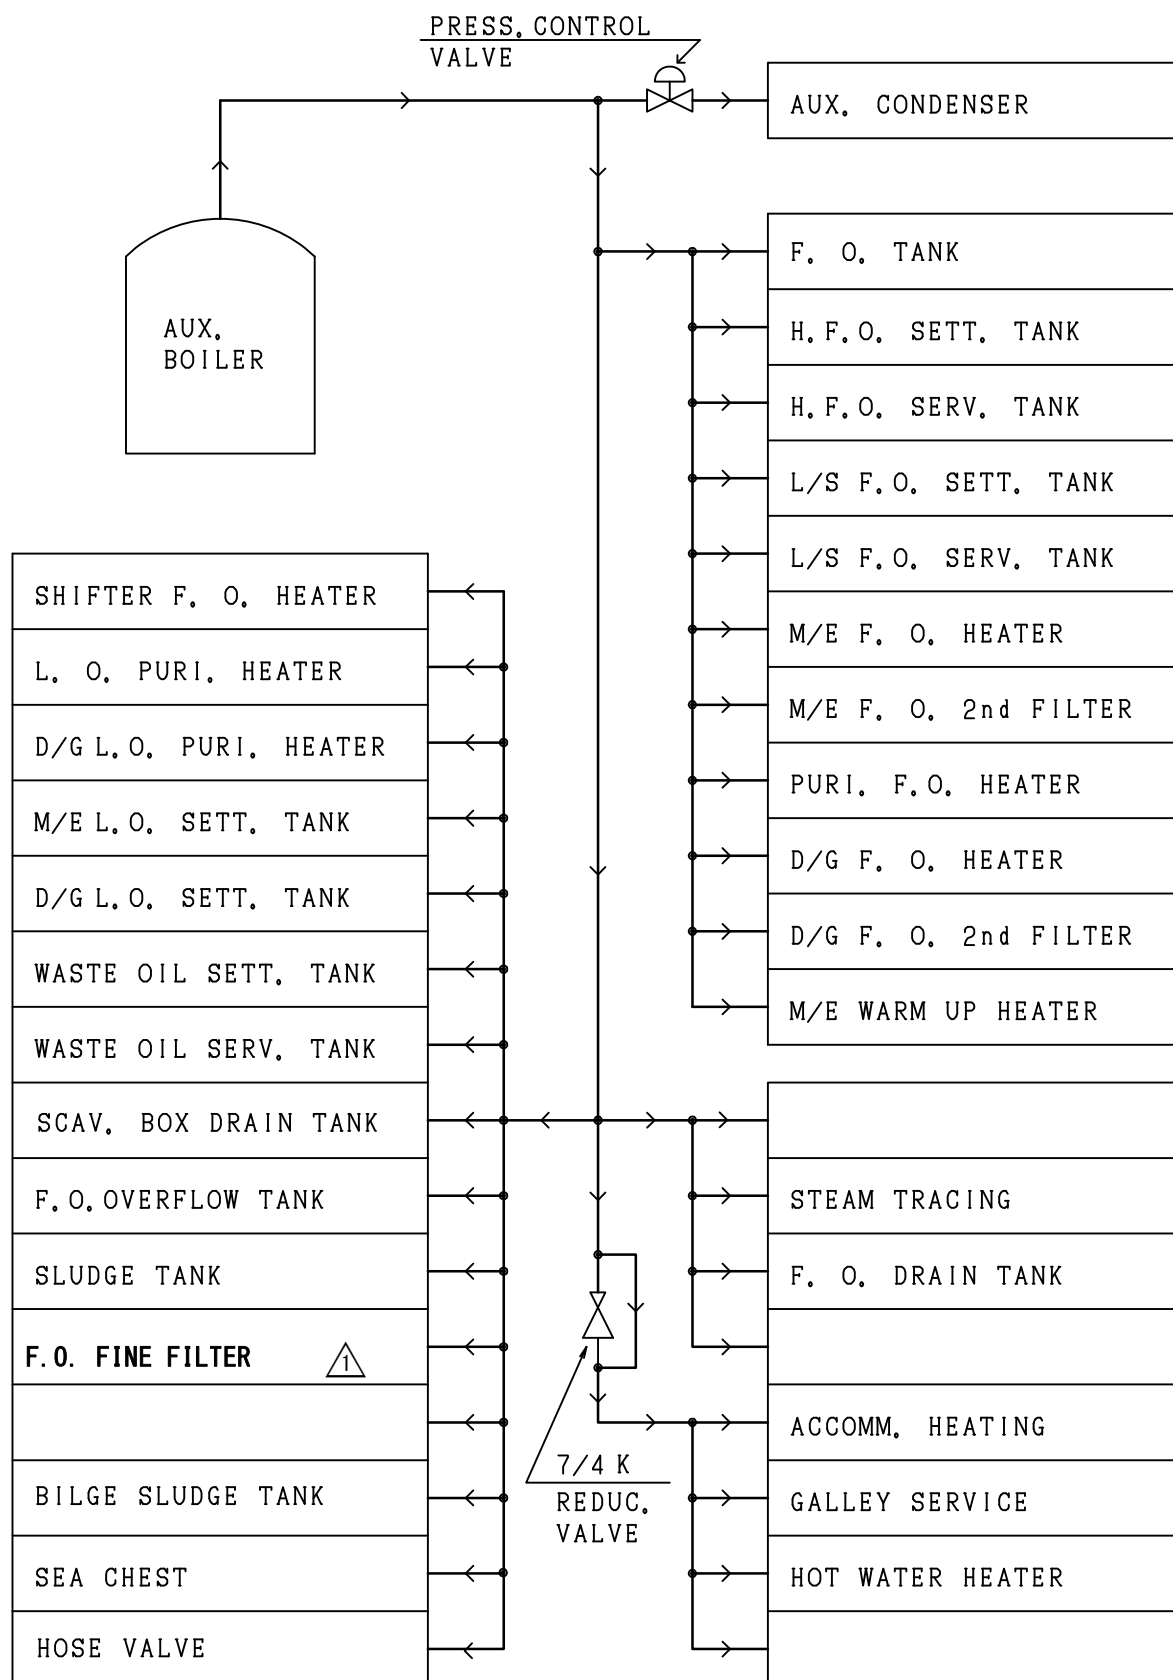 PRESS. CONTROL
VALVE
AUX. CONDENSER
AUX.
BOILER
F. O. TANK
H.F.O. SETT. TANK
H.F.O. SERV. TANK
L/S F.O. SETT. TANK
L/S F.O. SERV. TANK
M/E F. O. HEATER
M/E F. O. 2nd FILTER
PURI. F.O. HEATER
D/G F. O. HEATER
D/G F. O. 2nd FILTER
M/E WARM UP HEATER
SHIFTER F. O. HEATER
L. O. PURI. HEATER
D/G L.O. PURI. HEATER
M/E L.O. SETT. TANK
D/G L.O. SETT. TANK
WASTE OIL SETT. TANK
WASTE OIL SERV. TANK
SCAV. BOX DRAIN TANK
F.O.OVERFLOW TANK
SLUDGE TANK
F.O. FINE FILTER 1
BILGE SLUDGE TANK
SEA CHEST
HOSE VALVE
STEAM TRACING
F. O. DRAIN TANK
7/4 K
REDUC.
VALVE
ACCOMM. HEATING
GALLEY SERVICE
HOT WATER HEATER